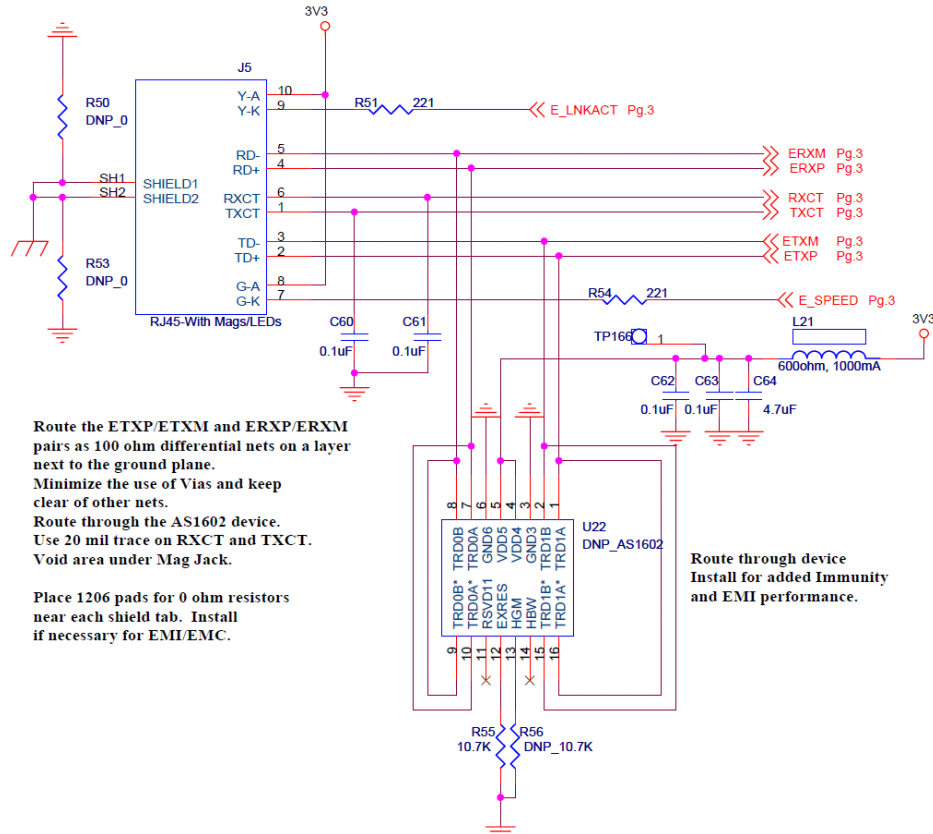 3V3
J5
R50
DNP_0
Y-A 10
Y-K 9
R51 221
E_LNKACT Pg.3
RD- 5
RD+ 4
ERXM Pg.3
ERXP Pg.3
SH1
SH2
SHIELD1
SHIELD2
RXCT 6
TXCT 1
RXCT Pg.3
TXCT Pg.3
TD- 3
TD+ 2
ETXM Pg.3
ETXP Pg.3
R53
DNP_0
G-A 8
G-K 7
R54 221
E_SPEED Pg.3
RJ45-With Mags/LEDs
C60
0.1uF
C61
0.1uF
TP166 1
L21
3V3
600ohm, 1000mA
C62
0.1uF
C63
0.1uF
C64
4.7uF
Route the ETXP/ETXM and ERXP/ERXM
pairs as 100 ohm differential nets on a layer
next to the ground plane.
Minimize the use of Vias and keep
clear of other nets.
Route through the AS1602 device.
Use 20 mil trace on RXCT and TXCT.
Void area under Mag Jack.
Place 1206 pads for 0 ohm resistors
near each shield tab. Install
if necessary for EMI/EMC.
8 7 6 5 4 3 2 1
U22
DNP_AS1602
TRD0B TRD0A GND6 VDD5 VDD4 GND3 TRD1B TRD1A
TRD0B* TRD0A* RSVD11 EXRES HGM HBW TRD1B* TRD1A*
9 10 11 12 13 14 15 16
Route through device
Install for added Immunity
and EMI performance.
R55
10.7K
R56
DNP_10.7K